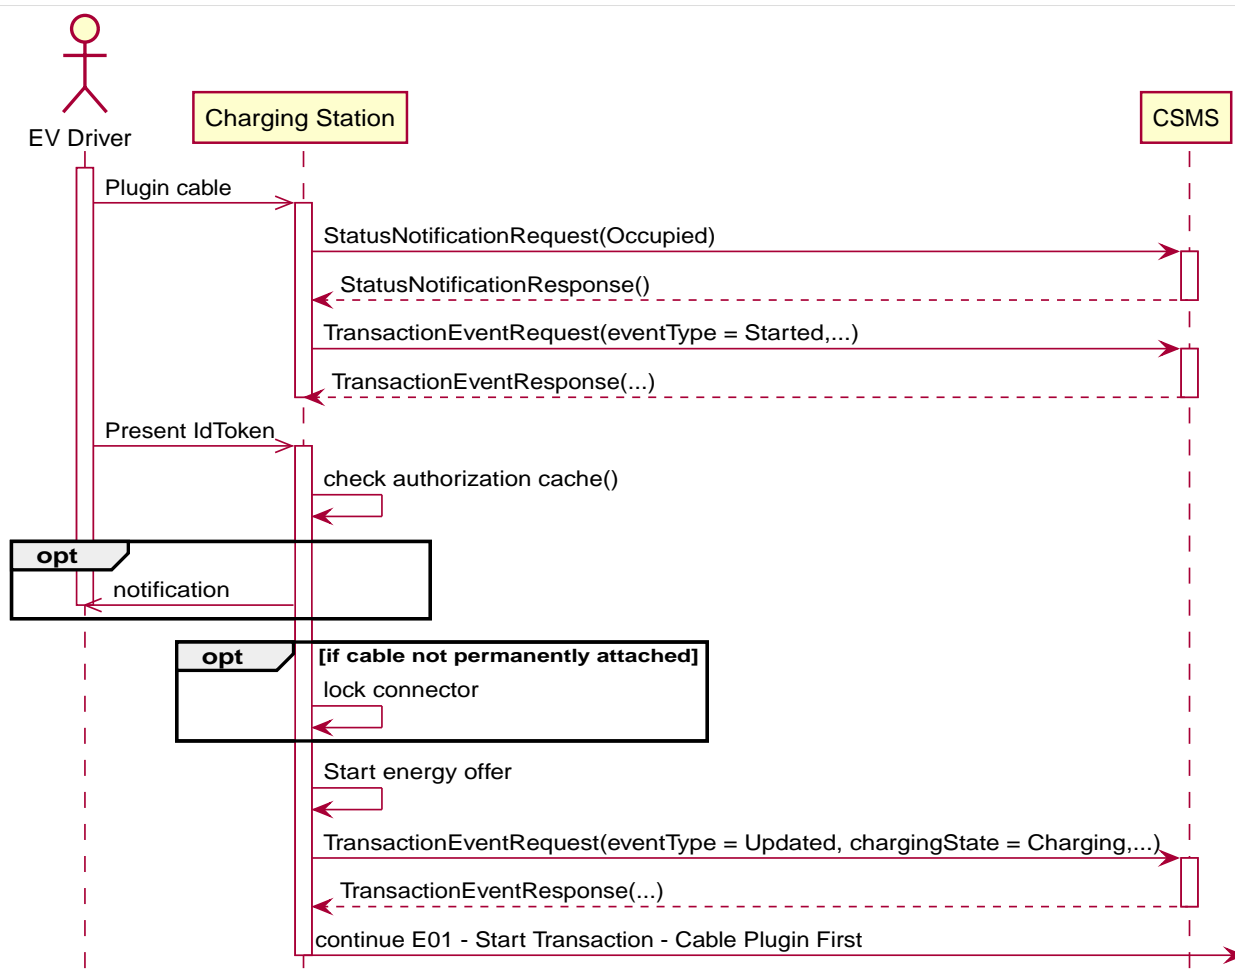 EV Driver
Charging Station
CSMS
Plugin cable
StatusNotificationRequest(Occupied)
StatusNotificationResponse()
TransactionEventRequest(eventType = Started,...)
TransactionEventResponse(...)
Present IdToken
check authorization cache()
opt
notification
opt [if cable not permanently attached]
lock connector
Start energy offer
TransactionEventRequest(eventType = Updated, chargingState = Charging,...)
TransactionEventResponse(...)
continue E01 - Start Transaction - Cable Plugin First